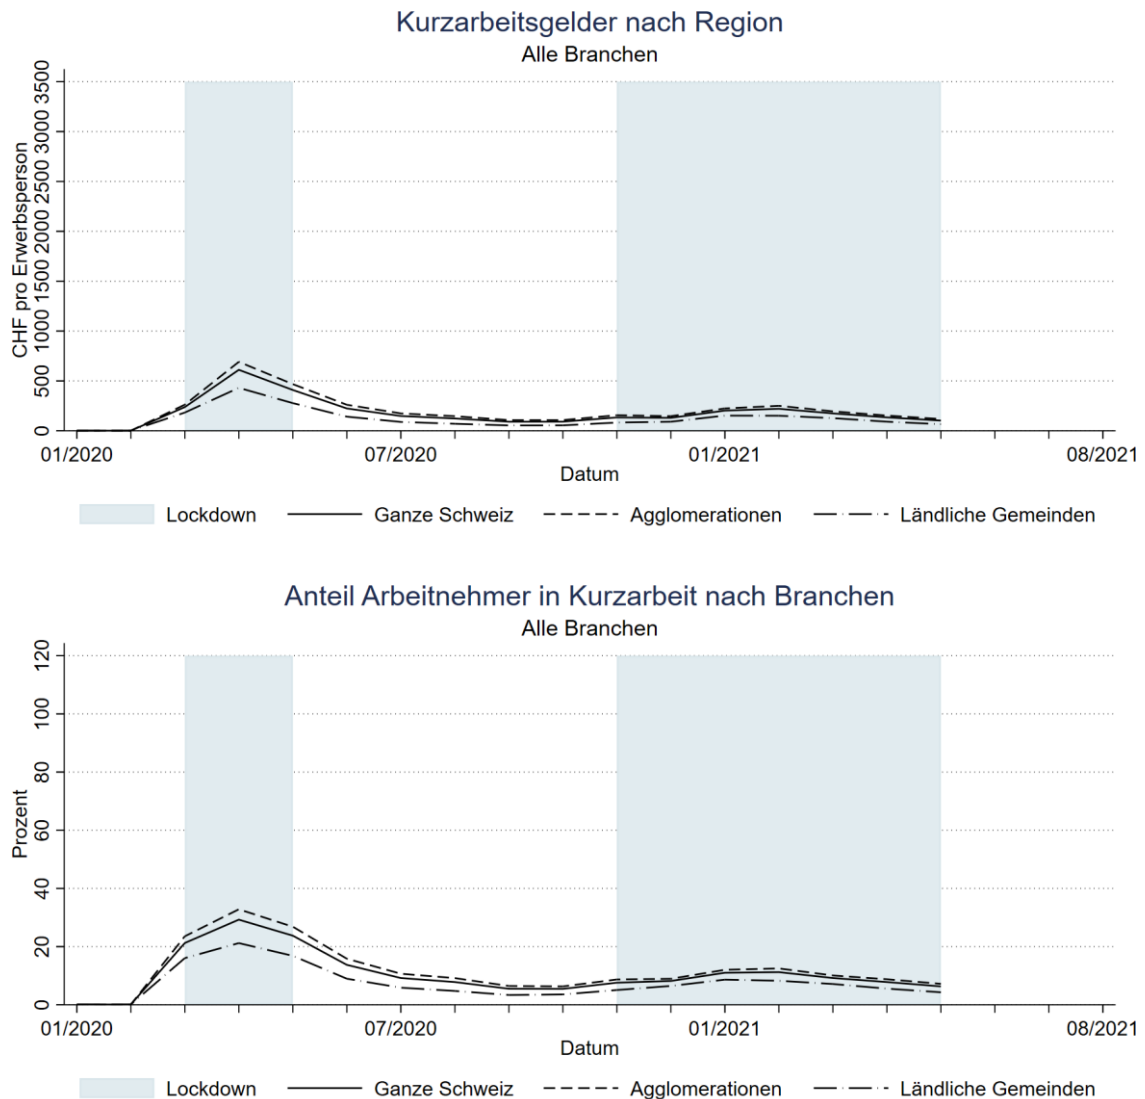 Kurzarbeitsgelder nach Region
Alle Branchen
CHF pro Erwerbsperson
3500
3000
2500
2000
1500
1000
500
0
01/2020
07/2020
01/2021
08/2021
Datum
Lockdown
Ganze Schweiz
Agglomerationen
Ländliche Gemeinden
Anteil Arbeitnehmer in Kurzarbeit nach Branchen
Alle Branchen
Prozent
120
100
80
60
40
20
0
01/2020
07/2020
01/2021
08/2021
Datum
Lockdown
Ganze Schweiz
Agglomerationen
Ländliche Gemeinden